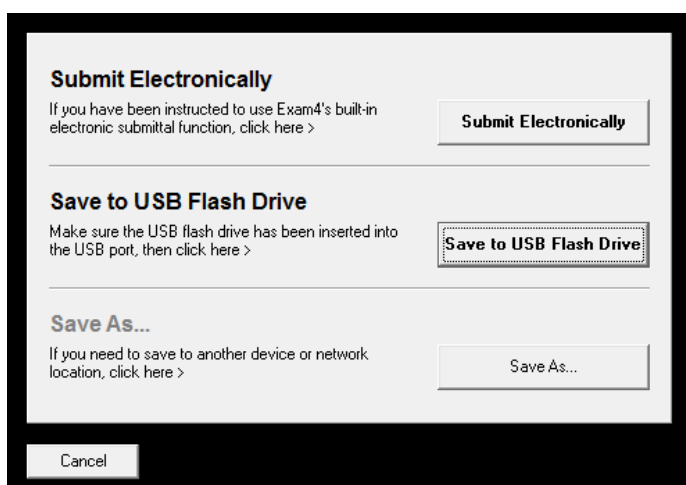 Submit Electronically
If you have been instructed to use Exam4's built-in
electronic submittal function, click here >
Submit Electronically
Save to USB Flash Drive
Make sure the USB flash drive has been inserted into
the USB port, then click here >
Save to USB Flash Drive
Save As...
If you need to save to another device or network
location, click here >
Save As...
Cancel